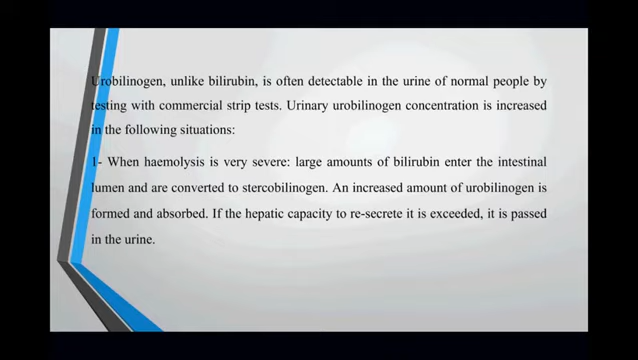 Urobilinogen, unlike bilirubin, is often detectable in the urine of normal people by
testing with commercial strip tests. Urinary urobilinogen concentration is increased
in the following situations:
1- When haemolysis is very severe: large amounts of bilirubin enter the intestinal
lumen and are converted to stercobilinogen. An increased amount of urobilinogen is
formed and absorbed. If the hepatic capacity to re-secrete it is exceeded, it is passed
in the urine.